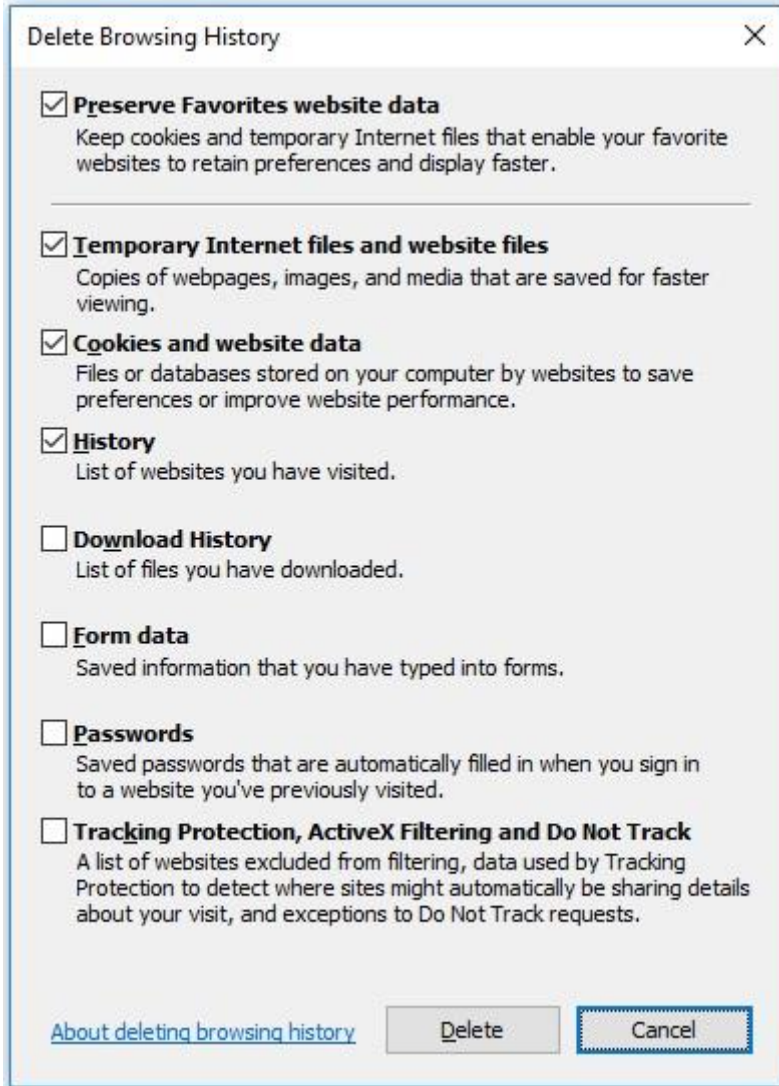 Delete Browsing History
Preserve Favorites website data
Keep cookies and temporary Internet files that enable your favorite
websites to retain preferences and display faster.
Temporary Internet files and website files
Copies of webpages, images, and media that are saved for faster
viewing.
Cookies and website data
Files or databases stored on your computer by websites to save
preferences or improve website performance.
History
List of websites you have visited.
Download History
List of files you have downloaded.
Form data
Saved information that you have typed into forms.
Passwords
Saved passwords that are automatically filled in when you sign in
to a website you've previously visited.
Tracking Protection, ActiveX Filtering and Do Not Track
A list of websites excluded from filtering, data used by Tracking
Protection to detect where sites might automatically be sharing details
about your visit, and exceptions to Do Not Track requests.
About deleting browsing history Delete Cancel